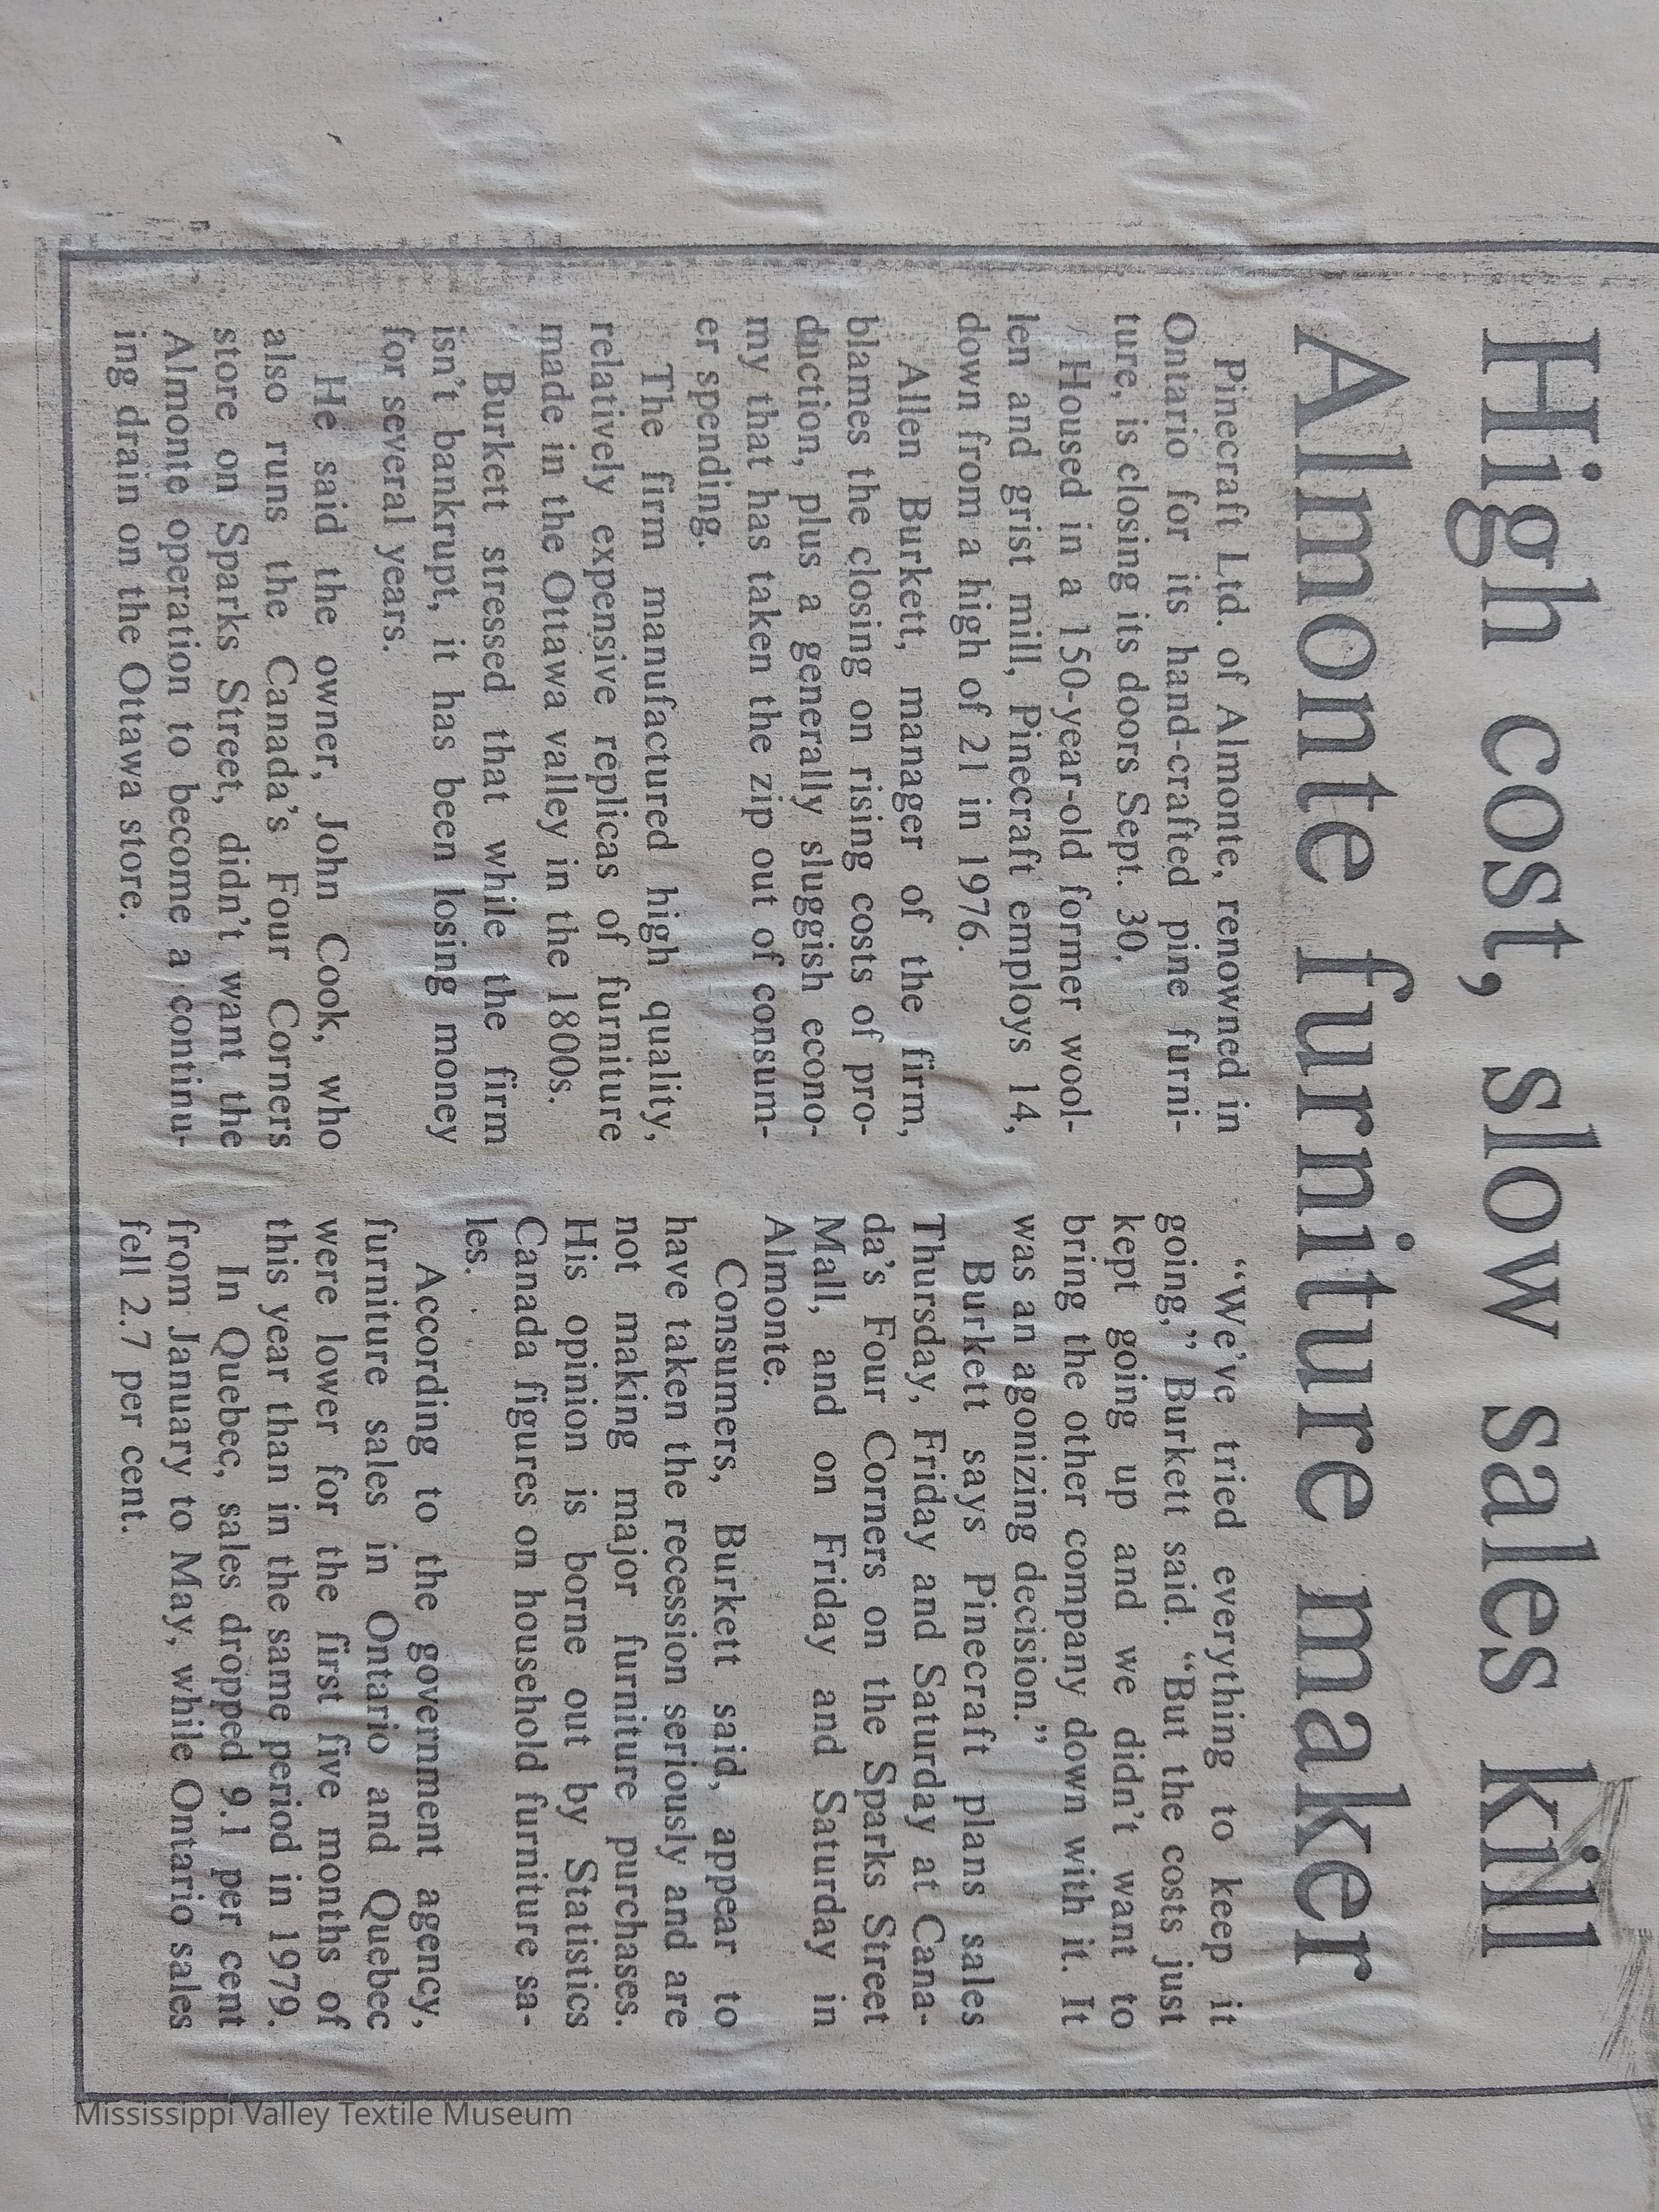 High cost, slow sales kill
Almonte furniture maker
Pinecraft Ltd. of Almonte, renowned in
Ontario for its hand-crafted pine furni-
ture, is closing its doors Sept. 30.
Housed in a 150-year-old former wool-
len and grist mill, Pinecraft employs 14,
down from a high of 21 in 1976.
Allen Burkett, manager of the firm,
blames the closing on rising costs of pro-
duction, plus a generally sluggish econo-
my that has taken the zip out of consum-
er spending.
The firm manufactured high quality,
relatively expensive replicas of furniture
made in the Ottawa valley in the 1800s.
Burkett stressed that while the firm
isn't bankrupt, it has been losing money
for several years.
He said the owner, John Cook, who
also runs the Canada's Four Corners
store on Sparks Street, didn't want the
Almonte operation to become a continu-
ing drain on the Ottawa store.
“We've tried everything to keep it
going,” Burkett said. “But the costs just
kept going up and we didn't want to
bring the other company down with it. It
was an agonizing decision.”
Burkett says Pinecraft plans sales
Thursday, Friday and Saturday at Cana-
da's Four Corners on the Sparks Street
Mall, and on Friday and Saturday in
Almonte.
Consumers, Burkett said, appear to
have taken the recession seriously and are
not making major furniture purchases.
His opinion is borne out by Statistics
Canada figures on household furniture sa-
les.
According to the government agency,
furniture sales in Ontario and Quebec
were lower for the first five months of
this year than in the same period in 1979.
In Quebec, sales dropped 9.1 per cent
from January to May, while Ontario sales
fell 2.7 per cent.
Mississippi Valley Textile Museum